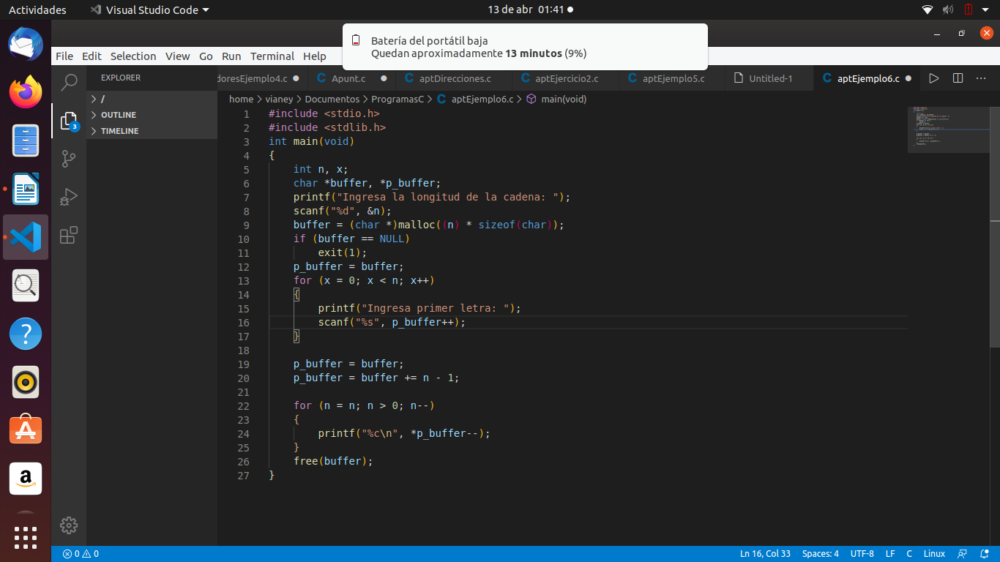 Actividades
Visual Studio Code
13 de abr 01:41
Batería del portátil baja
Quedan aproximadamente 13 minutos (9%)
File Edit Selection View Go Run Terminal Help
EXPLORER
/
OUTLINE
TIMELINE
3
doresEjemplo4.c
C Apunt.c
C aptDirecciones.c
C aptEjercicio2.c
C aptEjemplo5.c
Untitled-1
C aptEjemplo6.c
home > vianey > Documentos > ProgramasC > C aptEjemplo6.c > main(void)
1 #include <stdio.h>
2 #include <stdlib.h>
3 int main(void)
4 {
5 int n, x;
6 char *buffer, *p_buffer;
7 printf("Ingresa la longitud de la cadena: ");
8 scanf("%d", &n);
9 buffer = (char *)malloc((n) * sizeof(char));
10 if (buffer == NULL)
11 exit(1);
12 p_buffer = buffer;
13 for (x = 0; x < n; x++)
14 {
15 printf("Ingresa primer letra: ");
16 scanf("%s", p_buffer++);
17 }
18
19 p_buffer = buffer;
20 p_buffer = buffer += n - 1;
21
22 for (n = n; n > 0; n--)
23 {
24 printf("%c\n", *p_buffer--);
25 }
26 free(buffer);
27 }
a
0 0
Ln 16, Col 33
Spaces: 4
UTF-8
LF
C
Linux